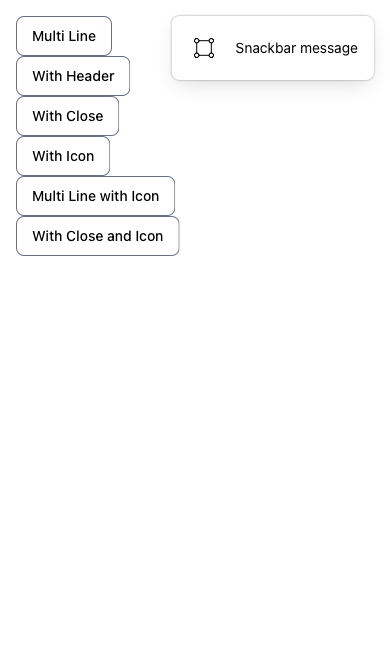 Multi Line
Snackbar message
With Header
With Close
With Icon
Multi Line with Icon
With Close and Icon